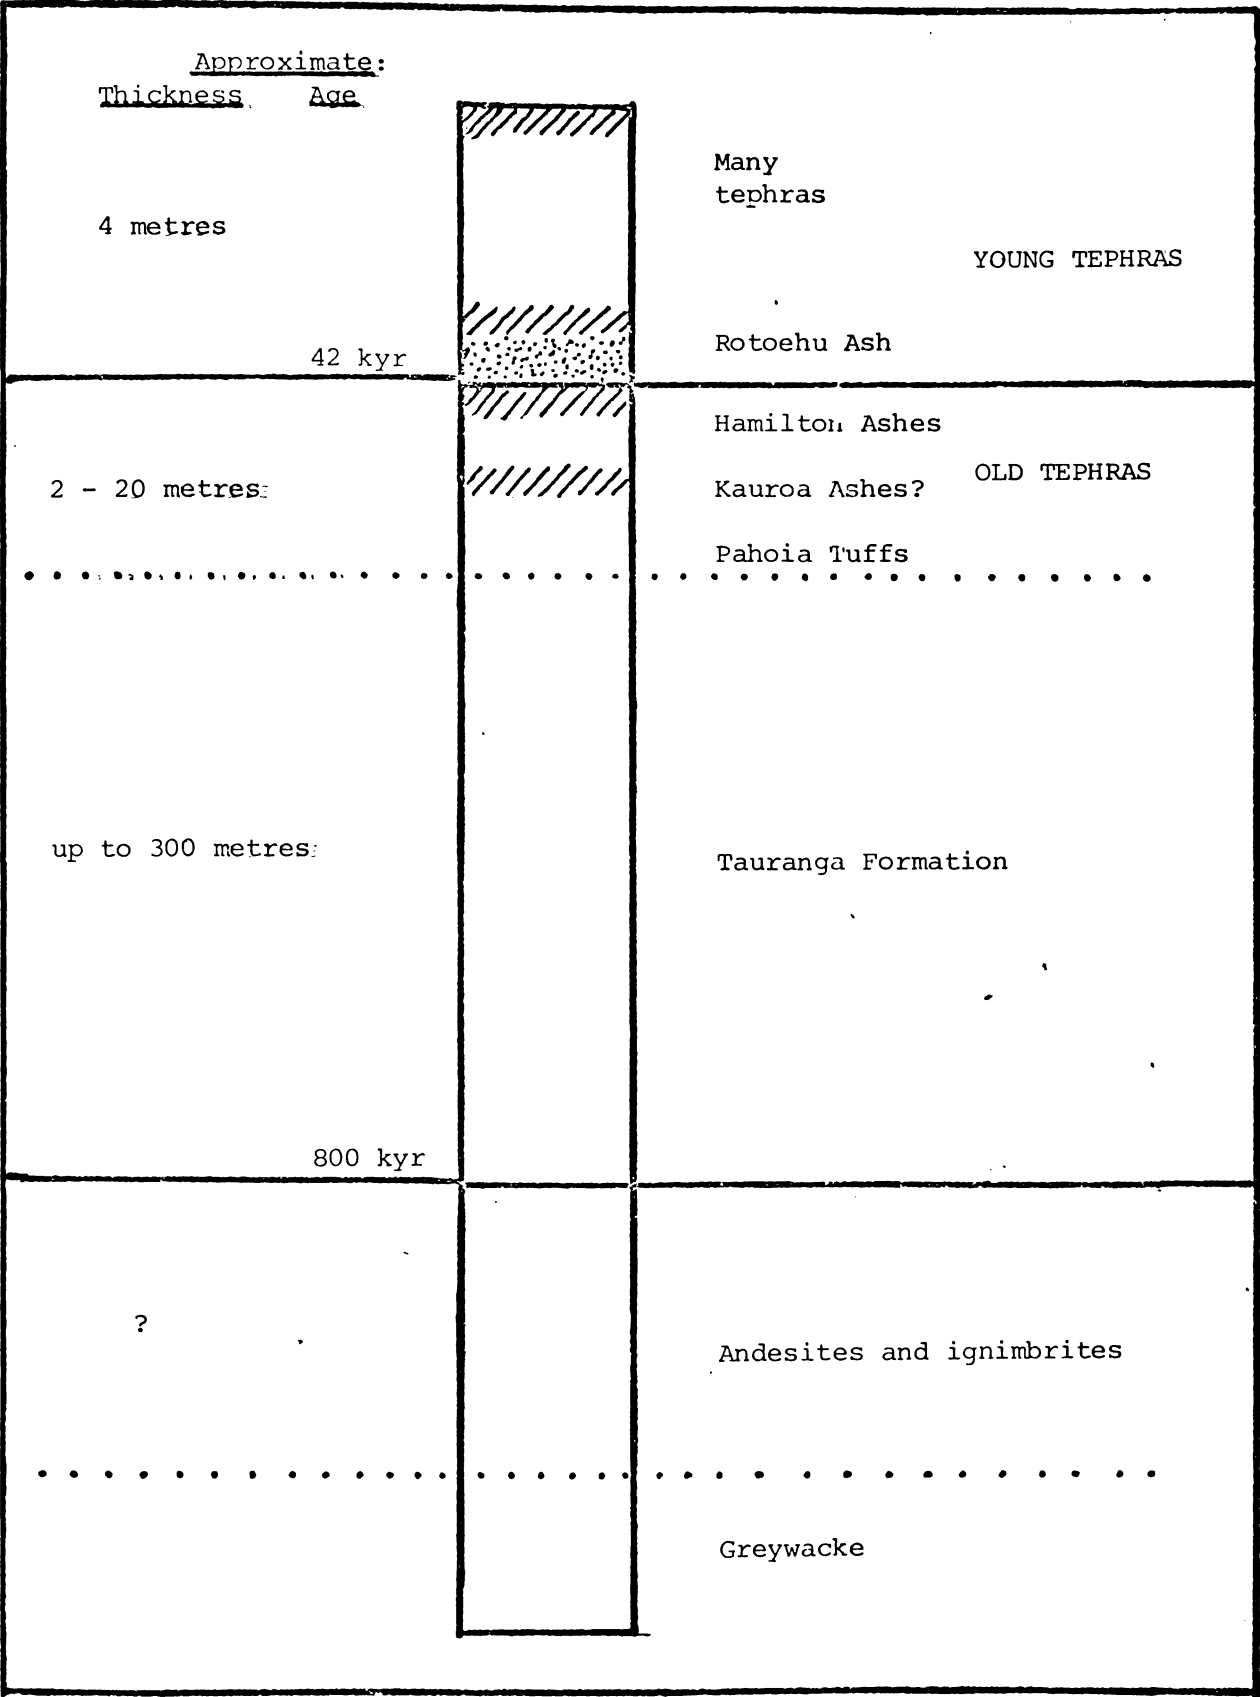 Approximate:
Thickness Age
Many
tephras
4 metres
YOUNG TEPHRAS
42 kyr
Rotoehu Ash
Hamilton Ashes
OLD TEPHRAS
2 - 20 metres
Kauroa Ashes?
Pahoia Tuffs
up to 300 metres
Tauranga Formation
800 kyr
?
Andesites and ignimbrites
Greywacke